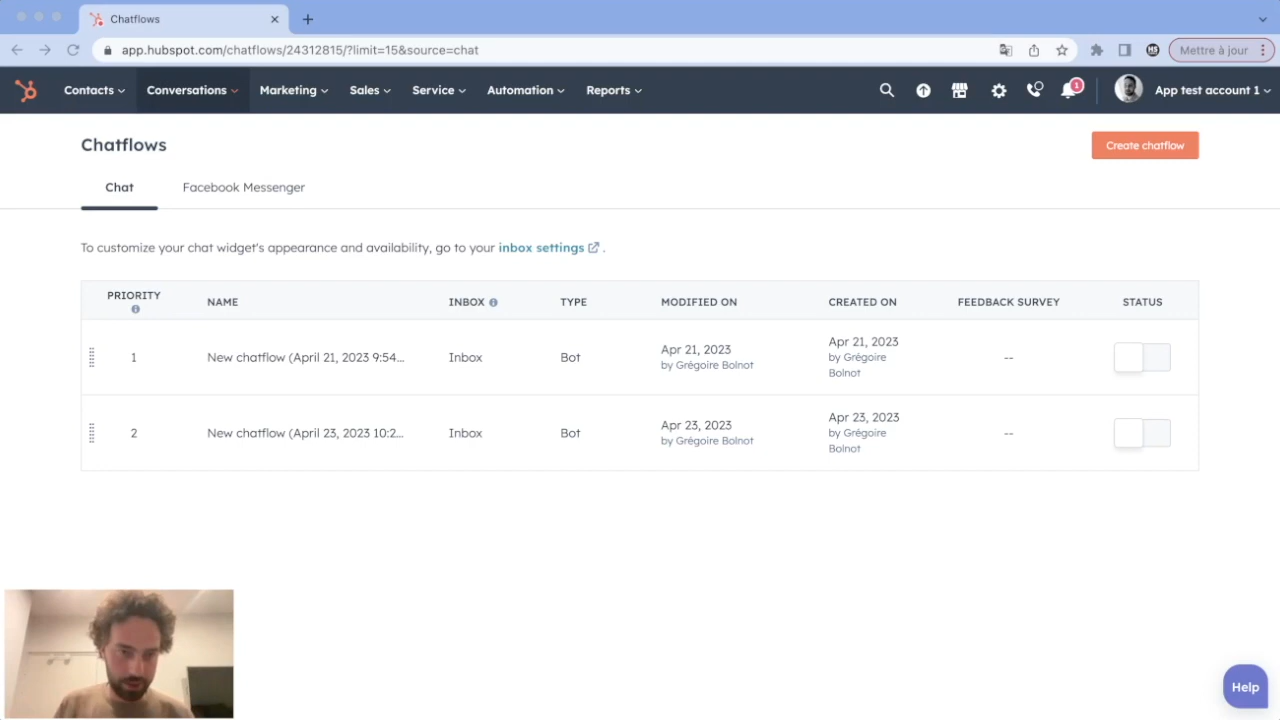 Chatflows
app.hubspot.com/chatflows/24312815/?limit=15&source=chat
Mettre à jour
Contacts Conversations Marketing Sales Service Automation Reports 1 App test account 1
Chatflows
Create chatflow
Chat Facebook Messenger
To customize your chat widget's appearance and availability, go to your inbox settings .
PRIORITY NAME INBOX TYPE MODIFIED ON CREATED ON FEEDBACK SURVEY STATUS
1 New chatflow (April 21, 2023 9:54... Inbox Bot Apr 21, 2023
by Grégoire Bolnot
Apr 21, 2023
by Grégoire
Bolnot
--
2 New chatflow (April 23, 2023 10:2... Inbox Bot Apr 23, 2023
by Grégoire Bolnot
Apr 23, 2023
by Grégoire
Bolnot
--
Help